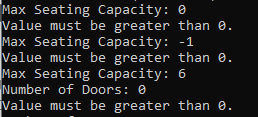 Max Seating Capacity: 0
Value must be greater than 0.
Max Seating Capacity: -1
Value must be greater than 0.
Max Seating Capacity: 6
Number of Doors: 0
Value must be greater than 0.